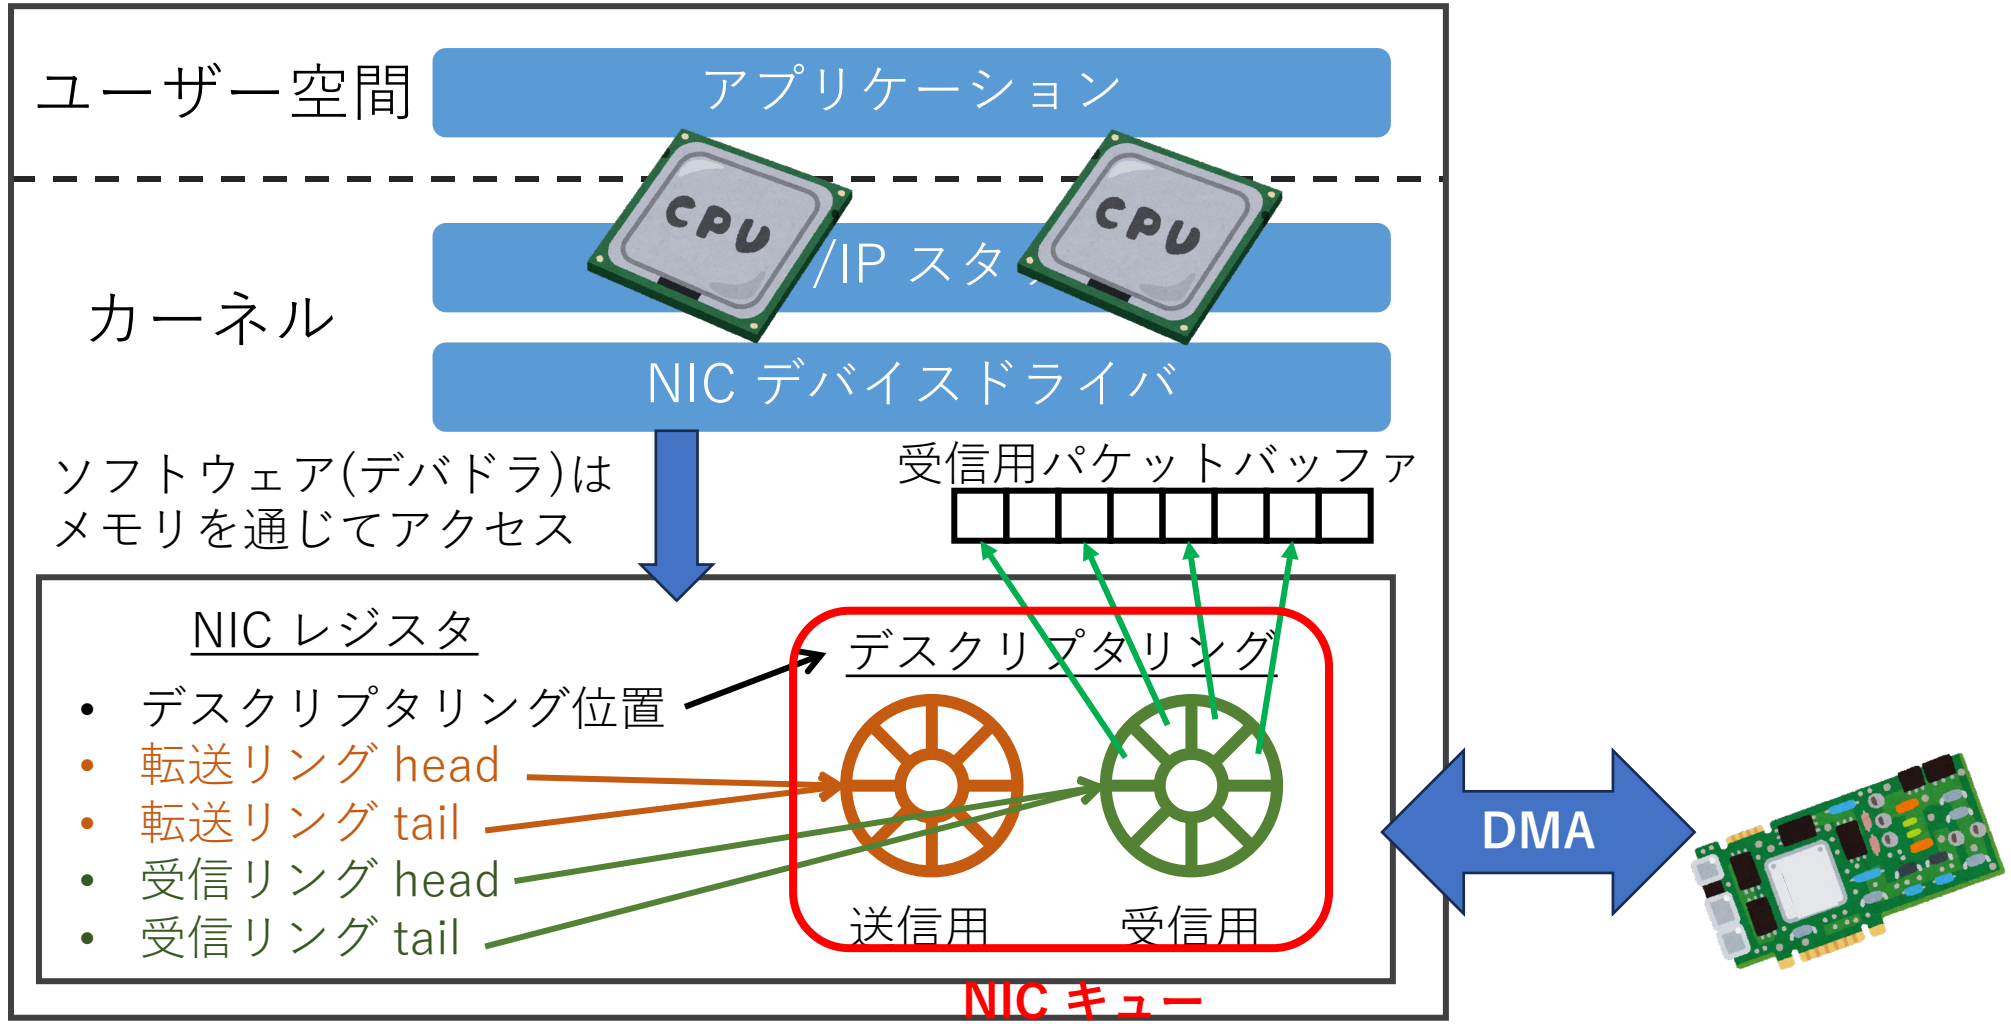 ユーザー空間
アプリケーション
CPU
CPU
カーネル
/IP スタ
NIC デバイスドライバ
ソフトウェア(デバドラ)は
メモリを通じてアクセス
受信用パケットバッファ
NIC レジスタ
• デスクリプタリング位置
• 転送リング head
• 転送リング tail
• 受信リング head
• 受信リング tail
デスクリプタリング
送信用
受信用
NIC キュー
DMA